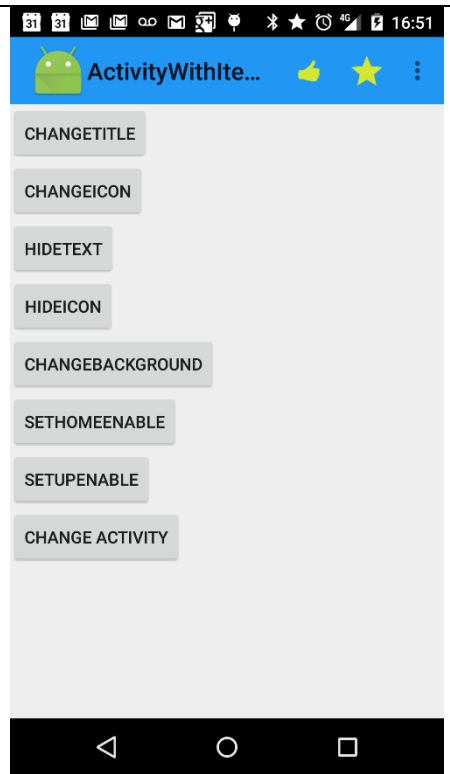 31 31 4G 16:51
ActivityWithIte...
CHANGETITLE
CHANGEICON
HIDETEXT
HIDEICON
CHANGEBACKGROUND
SETHOMEENABLE
SETUPENABLE
CHANGE ACTIVITY